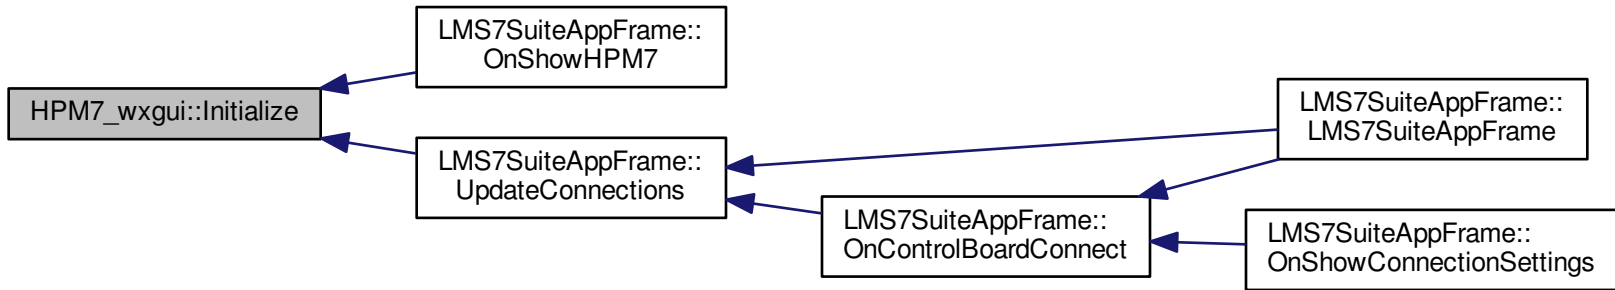 LMS7SuiteAppFrame::
OnShowHPM7
HPM7_wxgui::Initialize
LMS7SuiteAppFrame::
UpdateConnections
LMS7SuiteAppFrame::
LMS7SuiteAppFrame
LMS7SuiteAppFrame::
OnControlBoardConnect
LMS7SuiteAppFrame::
OnShowConnectionSettings